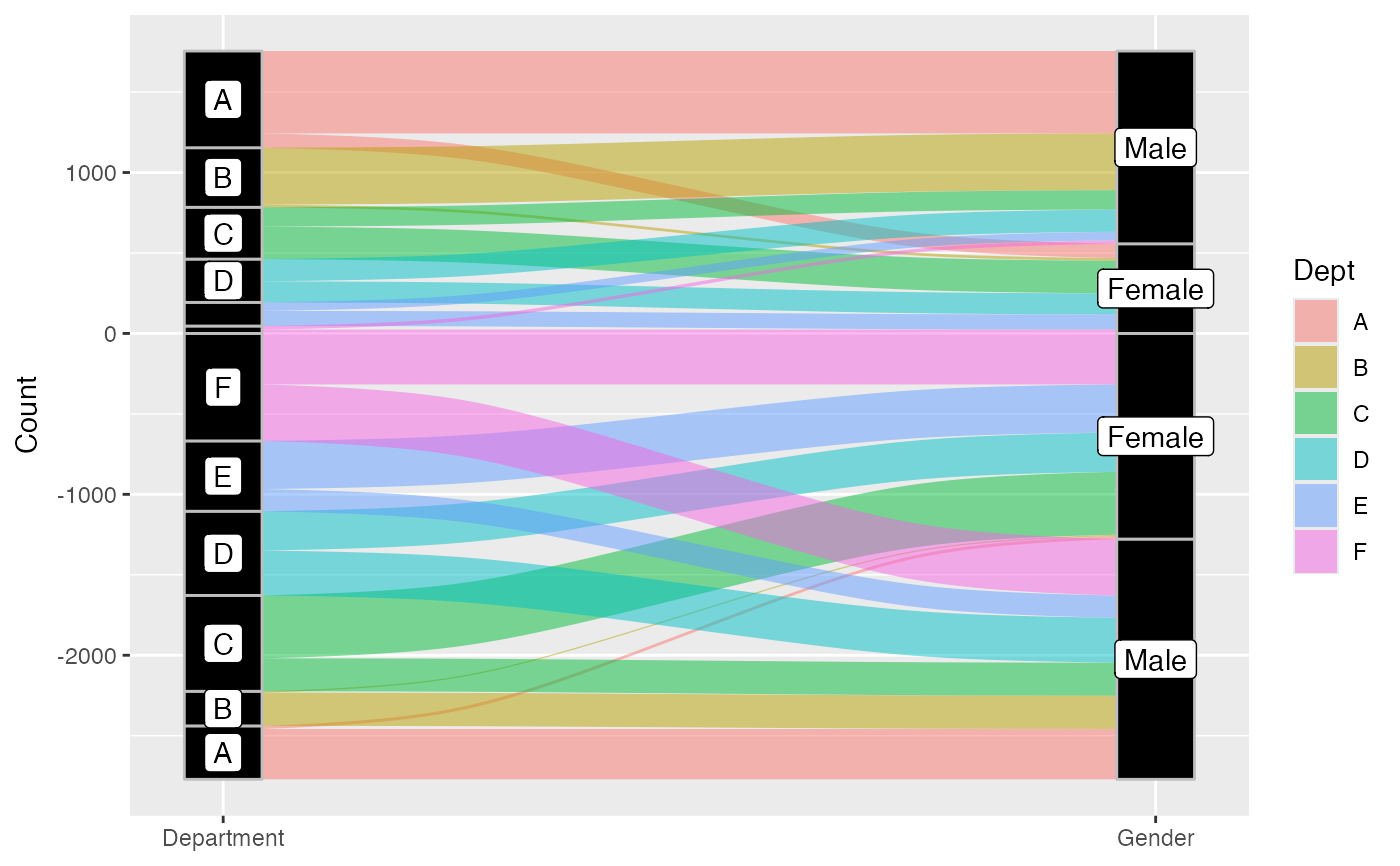 A
B
C
D
F
E
D
C
B
A
Male
Female
Female
Male
1000
0
-1000
-2000
Count
Department
Gender
Dept
A
B
C
D
E
F